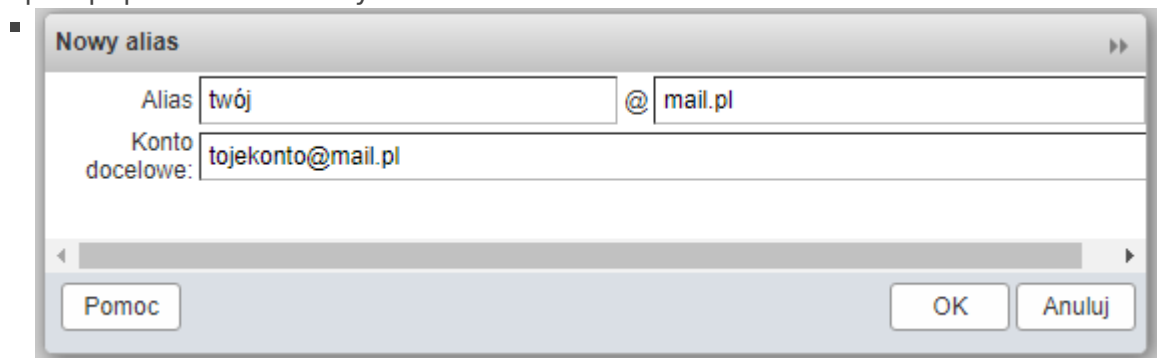 Nowy alias
Alias twój @ mail.pl
Konto
docelowe: tojekonto@mail.pl
Pomoc OK Anuluj